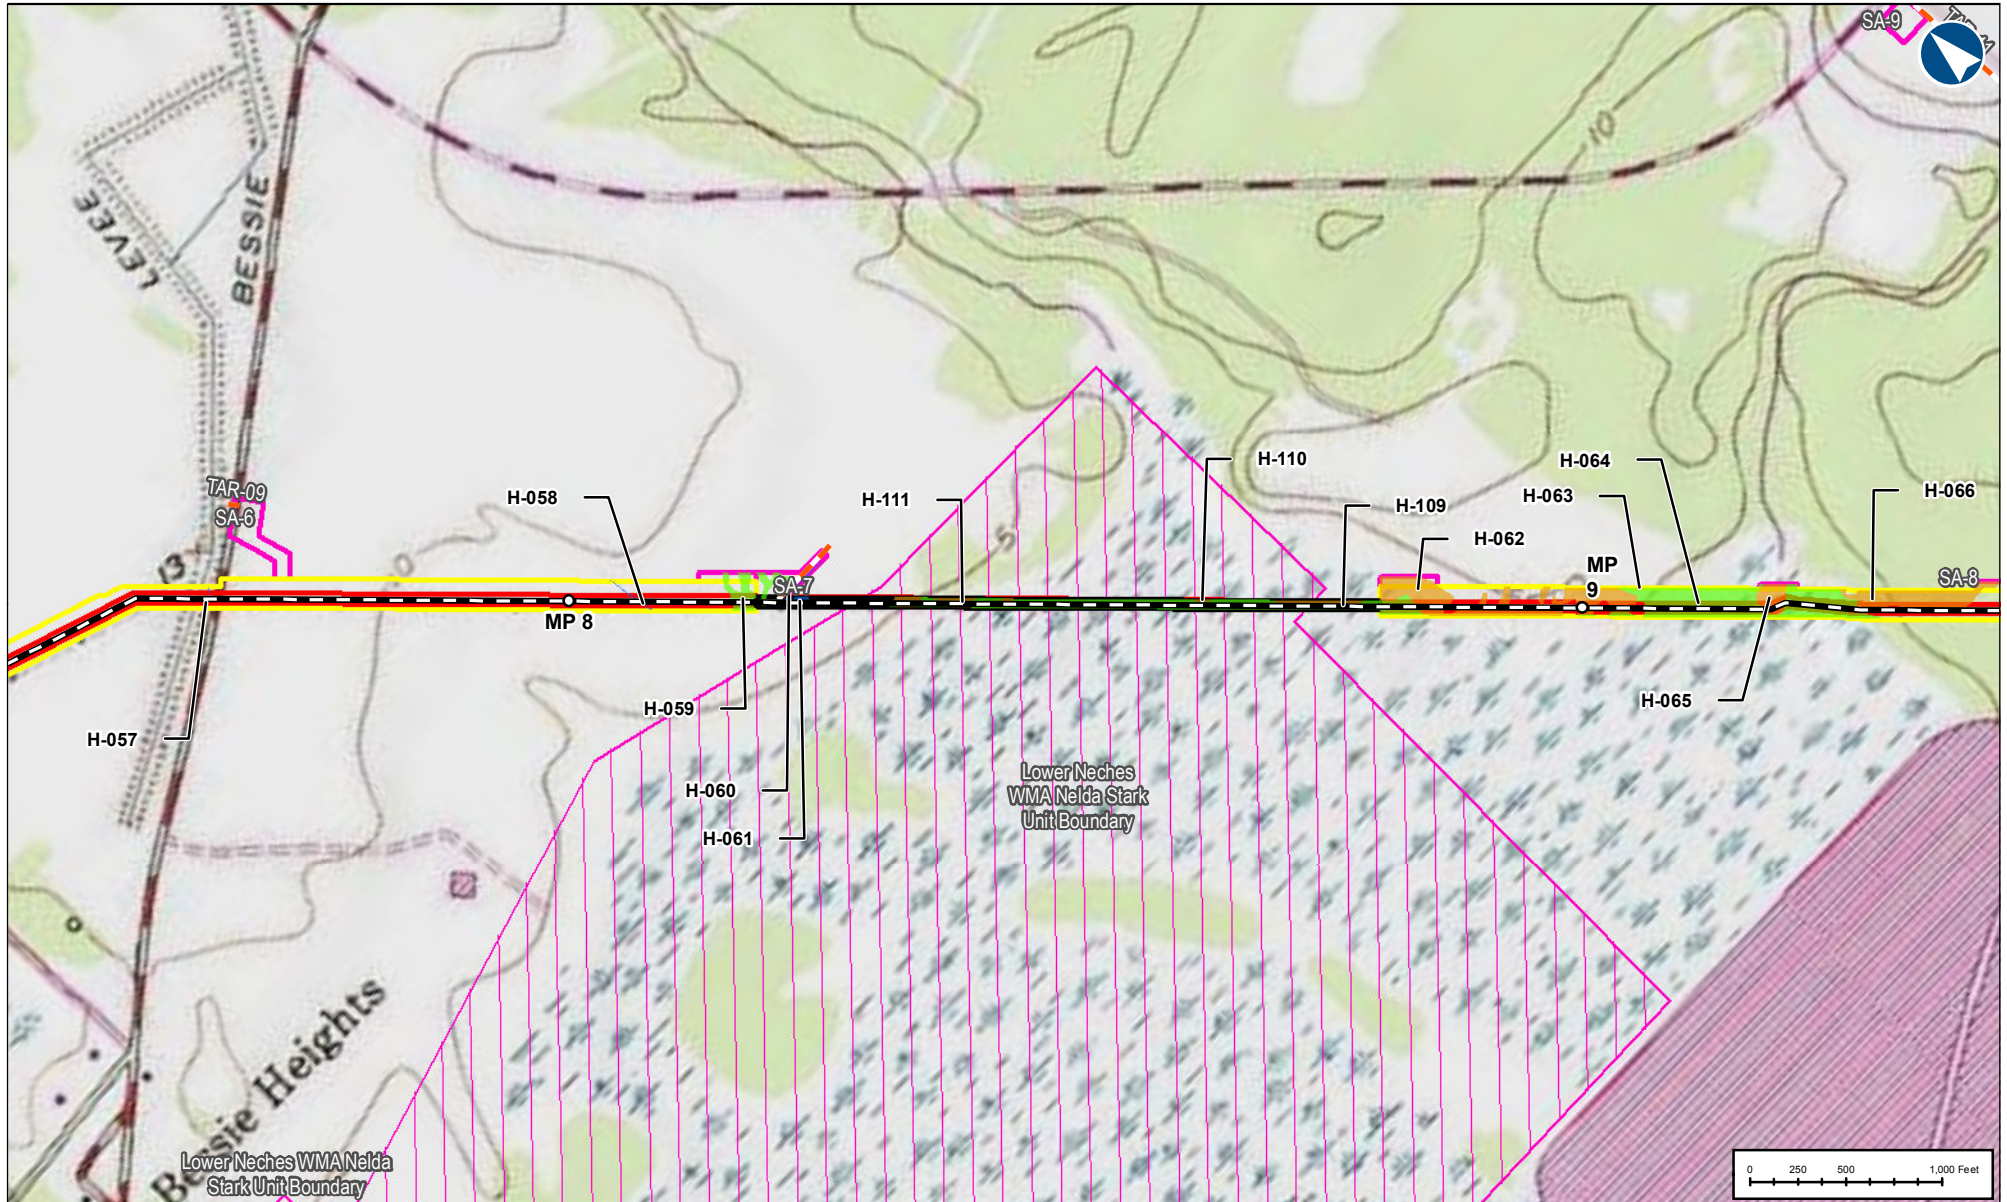 SA-9
10
LEVEE
BESSIE
TAR-09
SA-6
13
0
H-058
H-111
H-110
H-109
H-064
H-063
H-062
H-066
5
MP
9
SA-7
SA-8
MP 8
H-059
H-057
H-065
H-060
H-061
Lower Neches
WMA Nelda Stark
Unit Boundary
Bessie Heights
Lower Neches WMA Nelda
Stark Unit Boundary
0 250 500 1,000 Feet